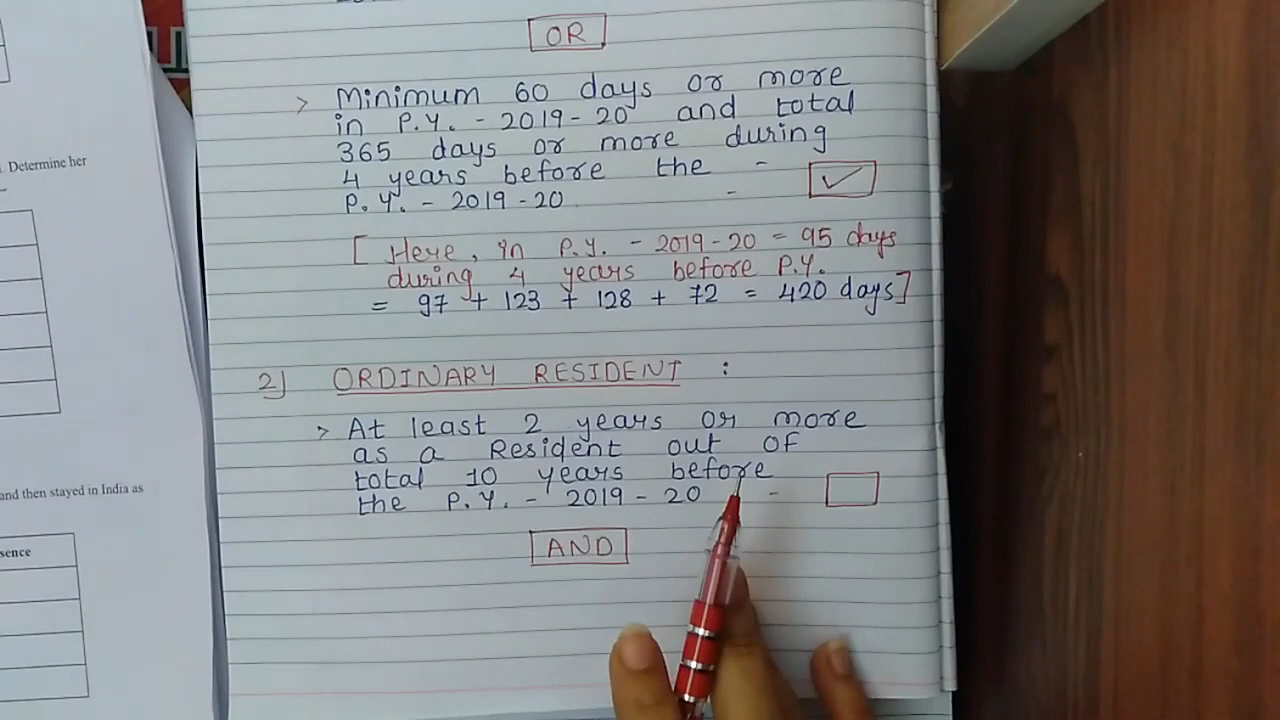 OR
> Minimum 60 days or more
in P.Y. - 2019-20 and total
365 days or more during
4 years before the -
P.Y. - 2019-20 - ✓
[ Here, in P.Y. - 2019-20 = 95 days
during 4 years before P.Y.
= 97 + 123 + 128 + 72 = 420 days]
2] ORDINARY RESIDENT :
> At least 2 years or more
as a Resident out of
total 10 years before
the P.Y. - 2019-20 -
AND
. Determine her
and then stayed in India as
sence